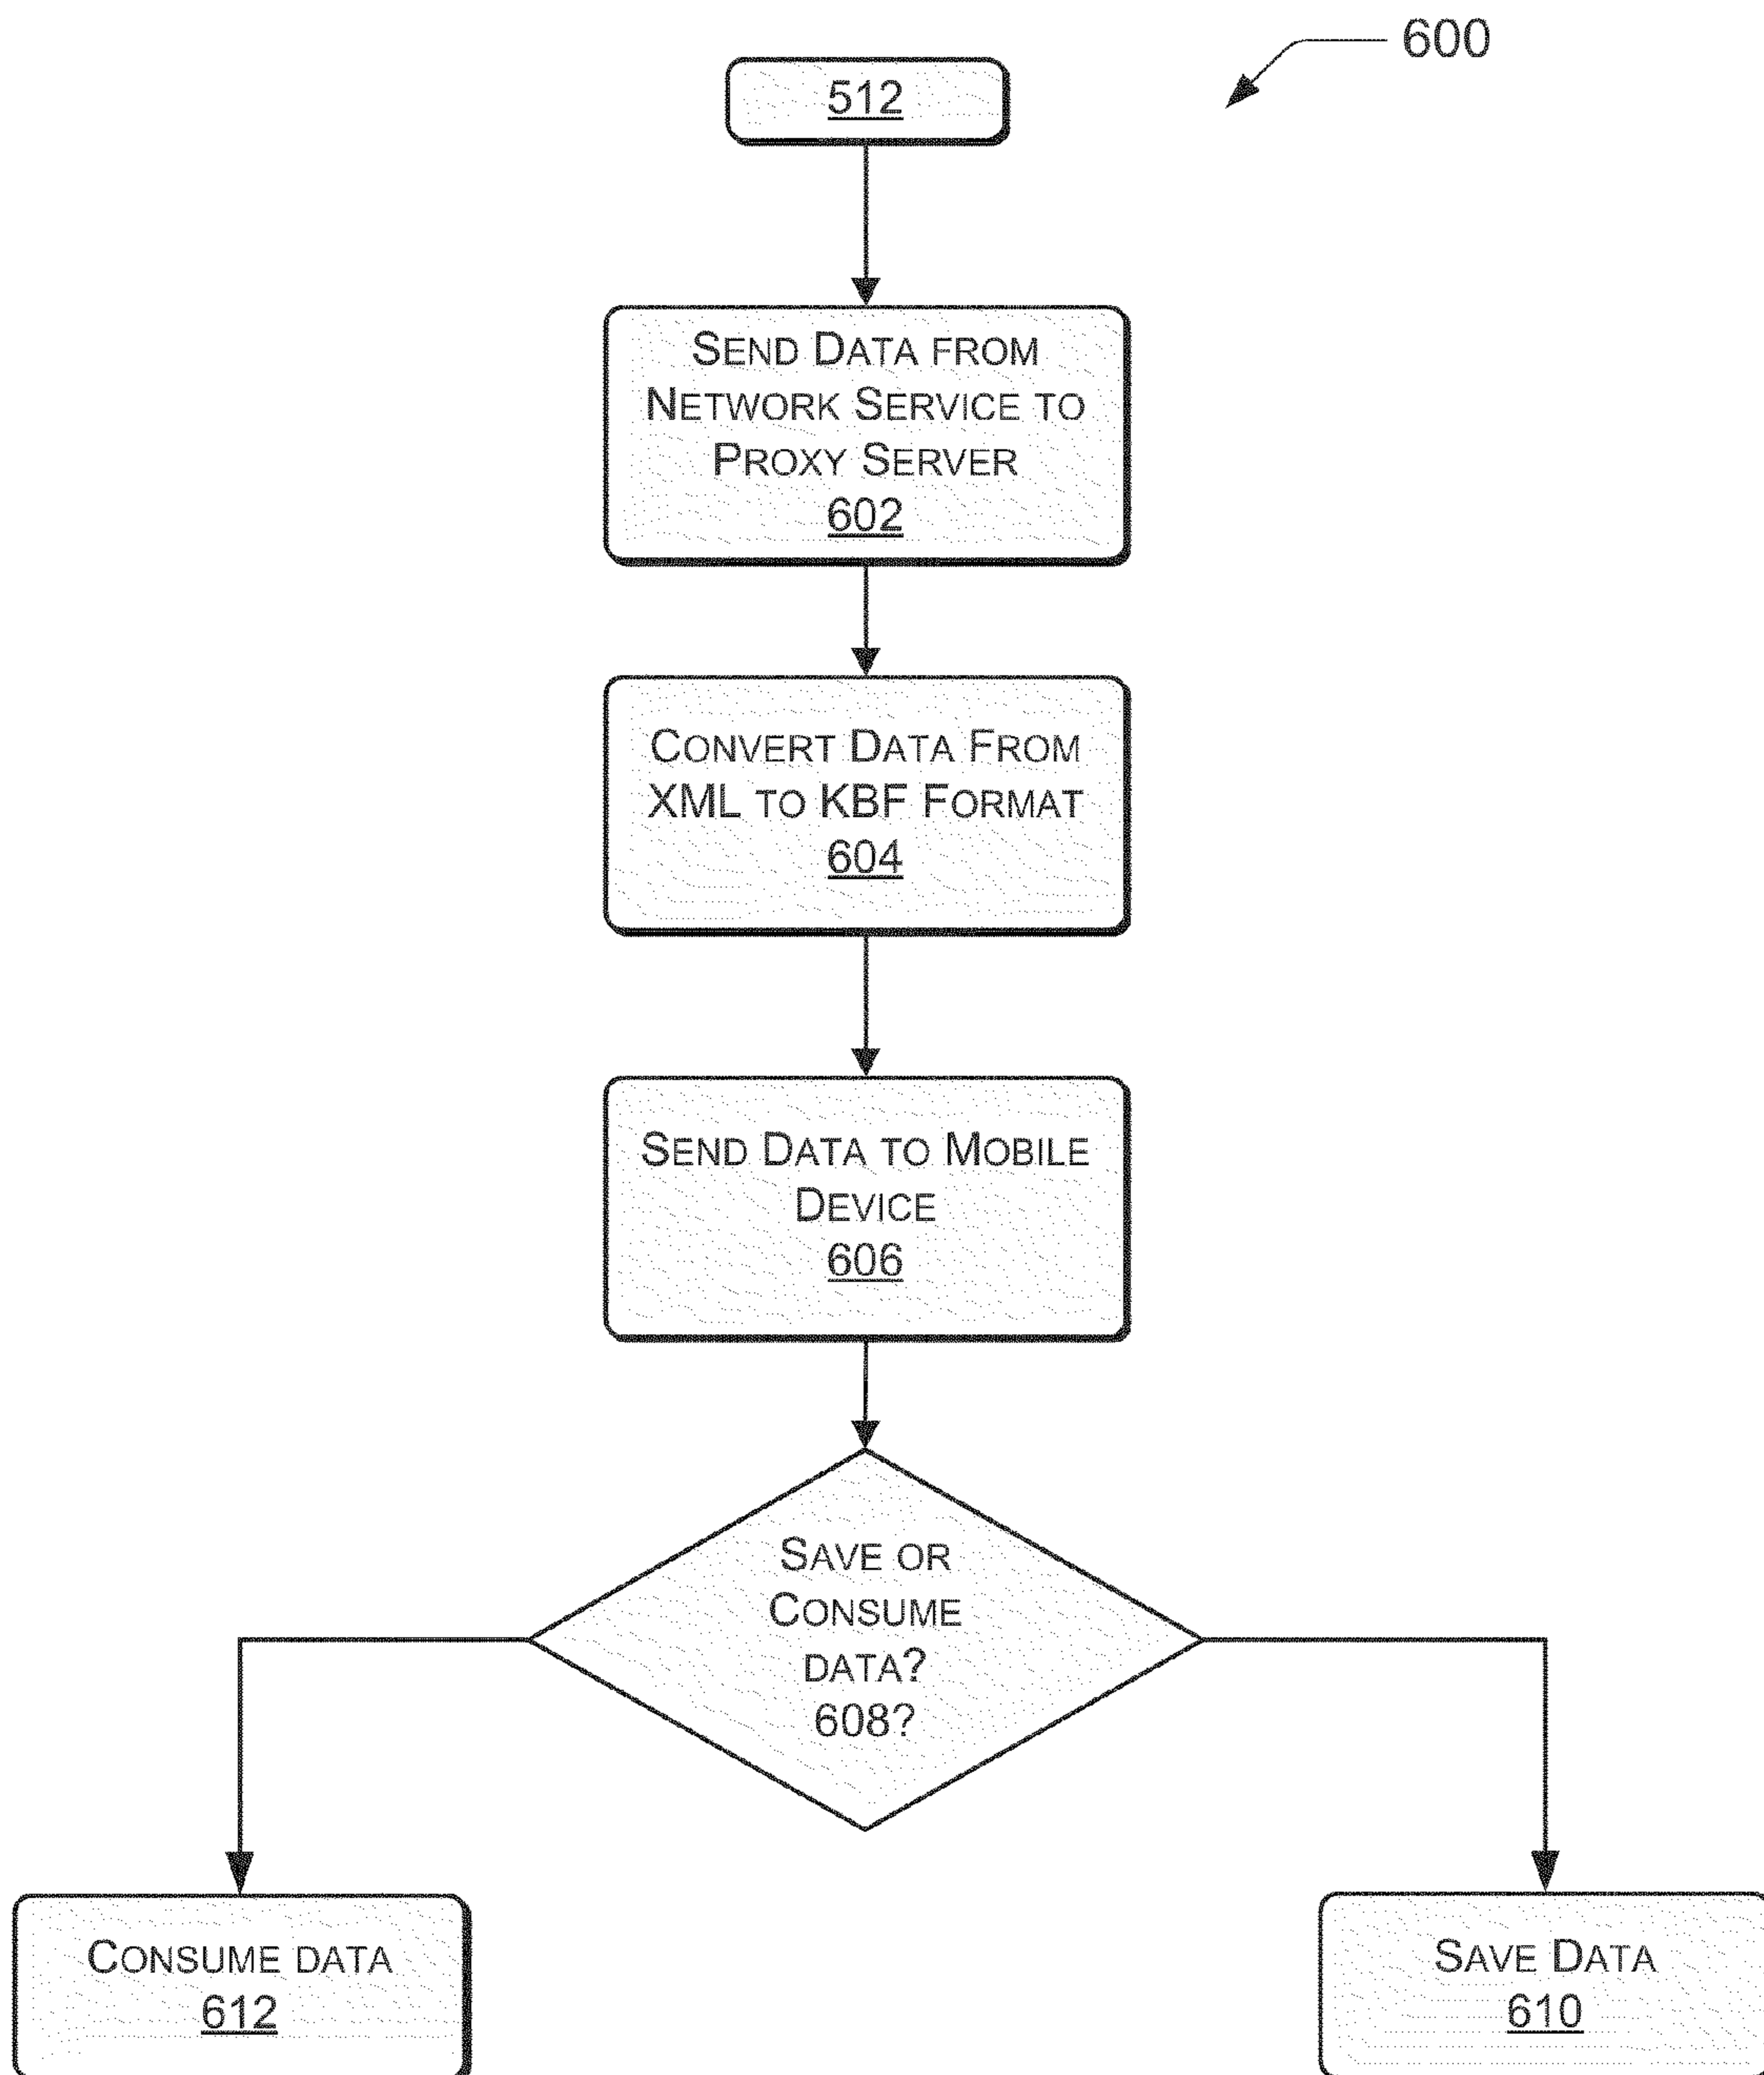 600
512
SEND DATA FROM
NETWORK SERVICE TO
PROXY SERVER
602
CONVERT DATA FROM
XML TO KBF FORMAT
604
SEND DATA TO MOBILE
DEVICE
606
SAVE OR
CONSUME
DATA?
608?
CONSUME DATA
612
SAVE DATA
610